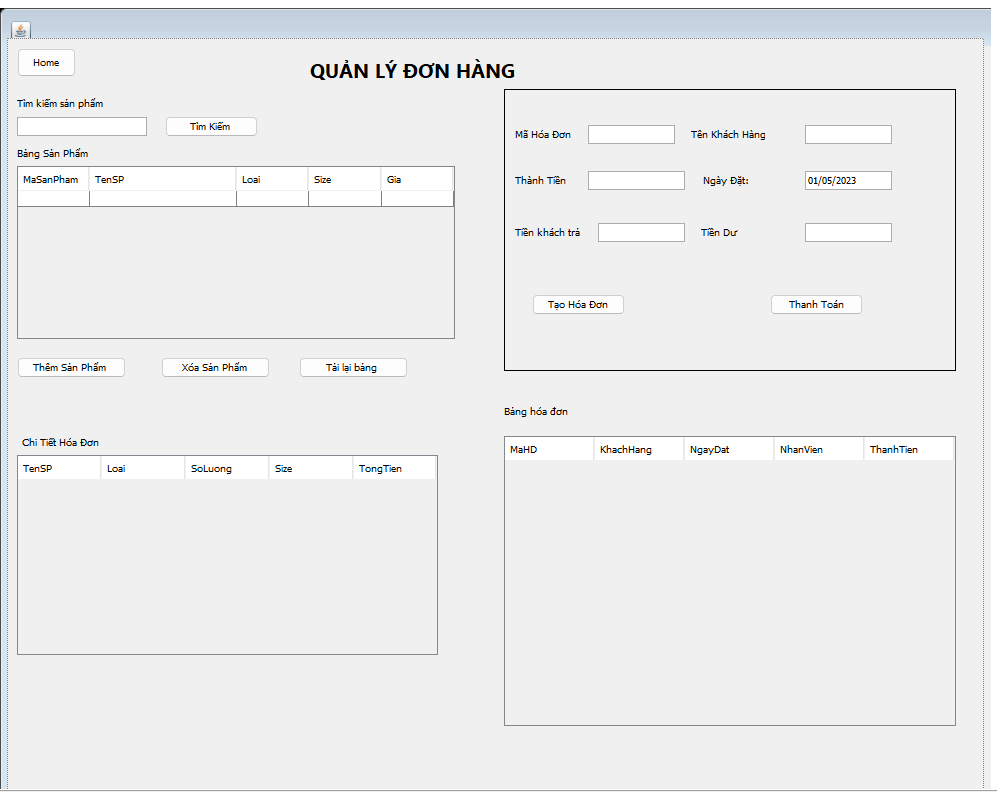 Home
QUẢN LÝ ĐƠN HÀNG
Tìm kiếm sản phẩm
Tìm Kiếm
Bảng Sản Phẩm
MaSanPham TenSP Loai Size Gia
Thêm Sản Phẩm Xóa Sản Phẩm Tải lại bảng
Chi Tiết Hóa Đơn
TenSP Loai SoLuong Size TongTien
Mã Hóa Đơn Tên Khách Hàng
Thành Tiền Ngày Đặt: 01/05/2023
Tiền khách trả Tiền Dư
Tạo Hóa Đơn Thanh Toán
Bảng hóa đơn
MaHD KhachHang NgayDat NhanVien ThanhTien